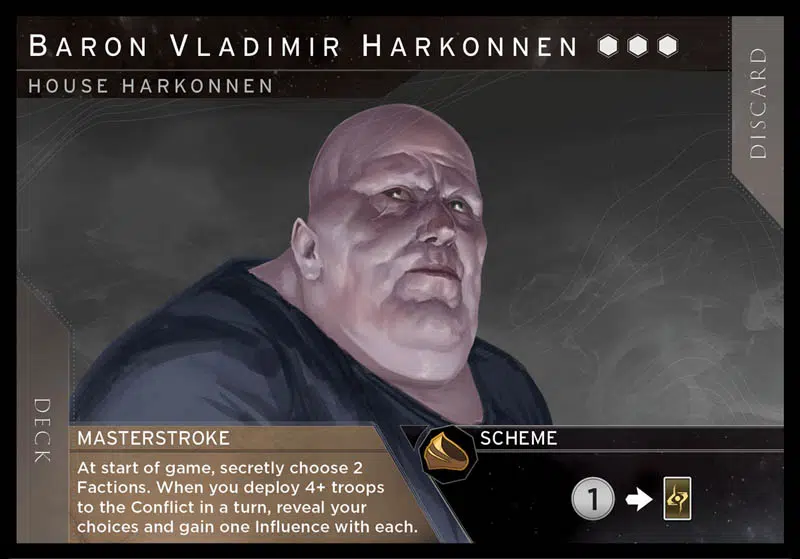 BARON VLADIMIR HARKONNEN
HOUSE HARKONNEN
DISCARD
DECK
MASTERSTROKE
At start of game, secretly choose 2
Factions. When you deploy 4+ troops
to the Conflict in a turn, reveal your
choices and gain one Influence with each.
SCHEME
1